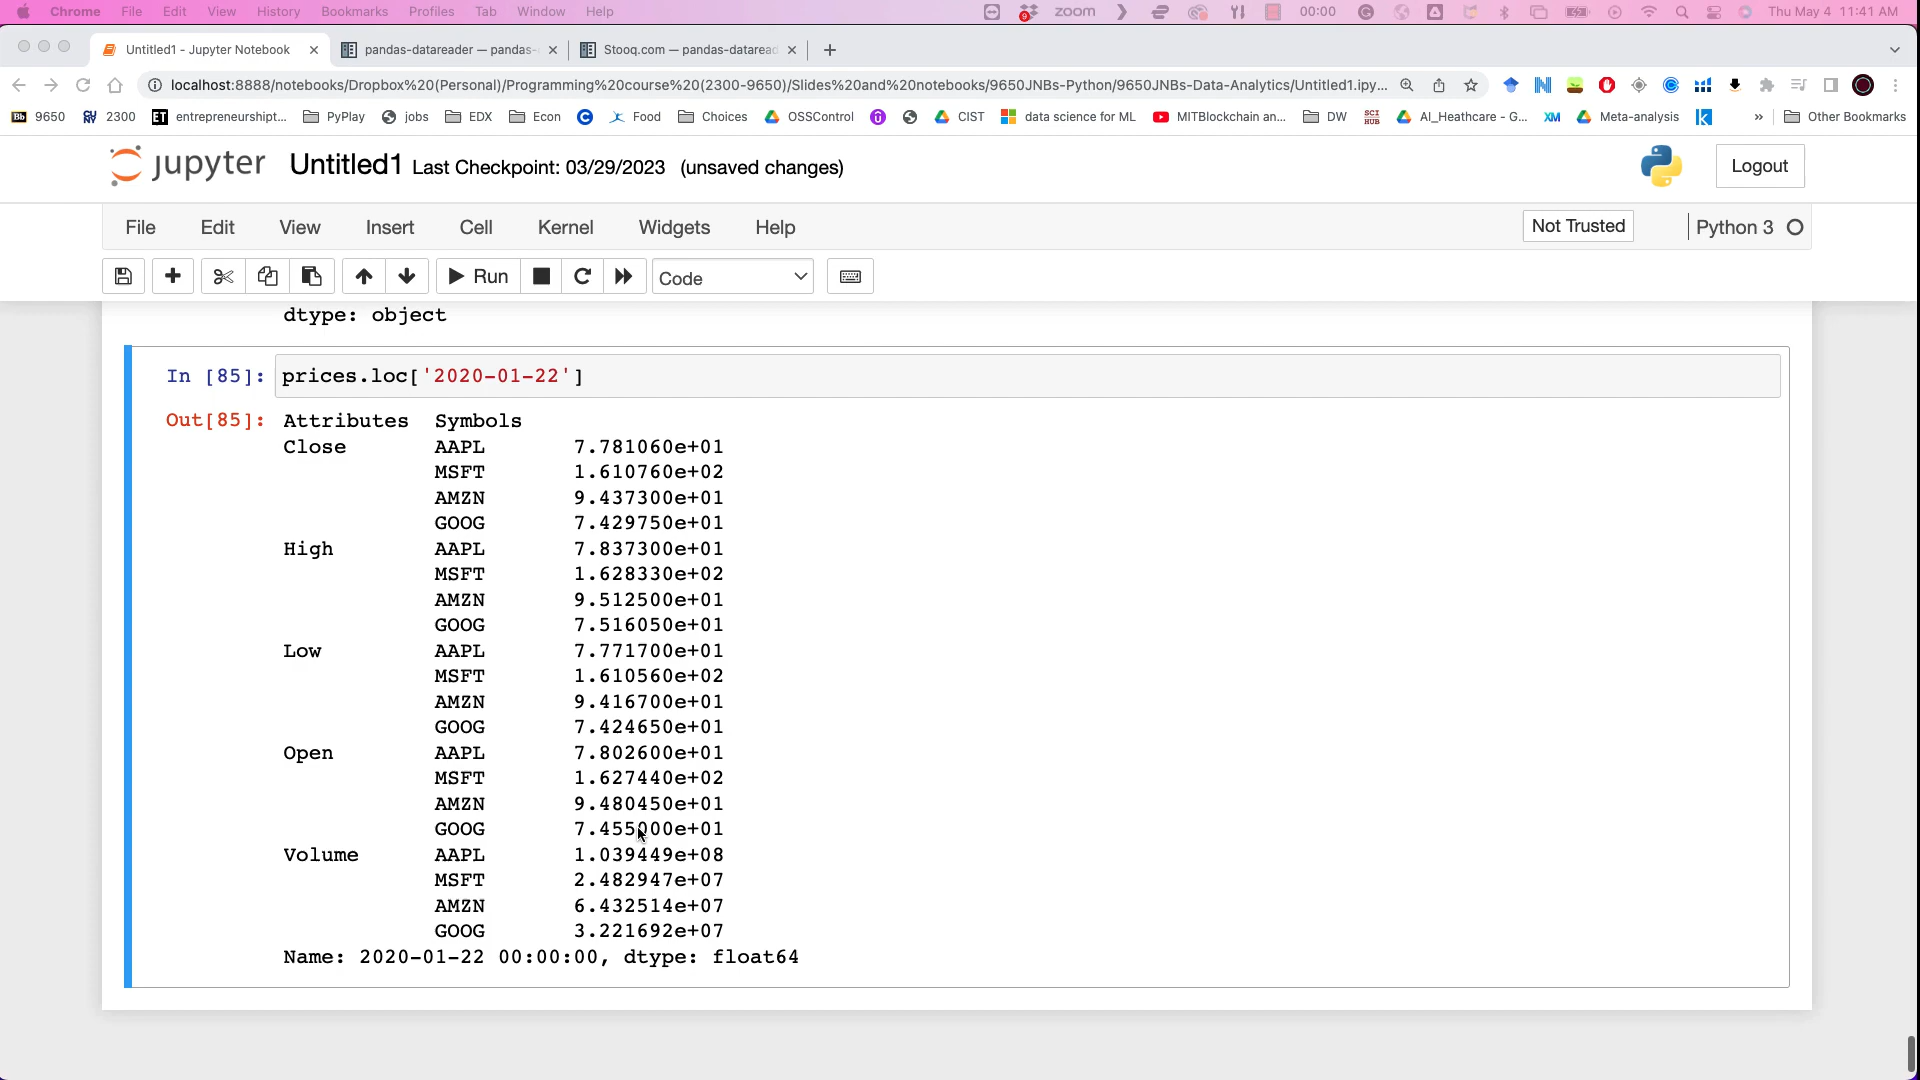 Chrome File Edit View History Bookmarks Profiles Tab Window Help 9 zoom 00:00 Thu May 4 11:41 AM
Untitled1 - Jupyter Notebook pandas-datareader — pandas- Stooq.com — pandas-dataread
localhost:8888/notebooks/Dropbox%20(Personal)/Programming%20course%20(2300-9650)/Slides%20and%20notebooks/9650JNBs-Python/9650JNBs-Data-Analytics/Untitled1.ipy...
Bb 9650 2300 ET entrepreneurshipt... PyPlay jobs EDX Econ Food Choices OSSControl CIST data science for ML MITBlockchain an... DW SCI HUB AI_Heathcare - G... XM Meta-analysis » Other Bookmarks
jupyter Untitled1 Last Checkpoint: 03/29/2023 (unsaved changes) Logout
File Edit View Insert Cell Kernel Widgets Help Not Trusted Python 3
Run Code
dtype: object
In [85]: prices.loc['2020-01-22']
Out[85]: Attributes Symbols
Close AAPL 7.781060e+01
MSFT 1.610760e+02
AMZN 9.437300e+01
GOOG 7.429750e+01
High AAPL 7.837300e+01
MSFT 1.628330e+02
AMZN 9.512500e+01
GOOG 7.516050e+01
Low AAPL 7.771700e+01
MSFT 1.610560e+02
AMZN 9.416700e+01
GOOG 7.424650e+01
Open AAPL 7.802600e+01
MSFT 1.627440e+02
AMZN 9.480450e+01
GOOG 7.455000e+01
Volume AAPL 1.039449e+08
MSFT 2.482947e+07
AMZN 6.432514e+07
GOOG 3.221692e+07
Name: 2020-01-22 00:00:00, dtype: float64